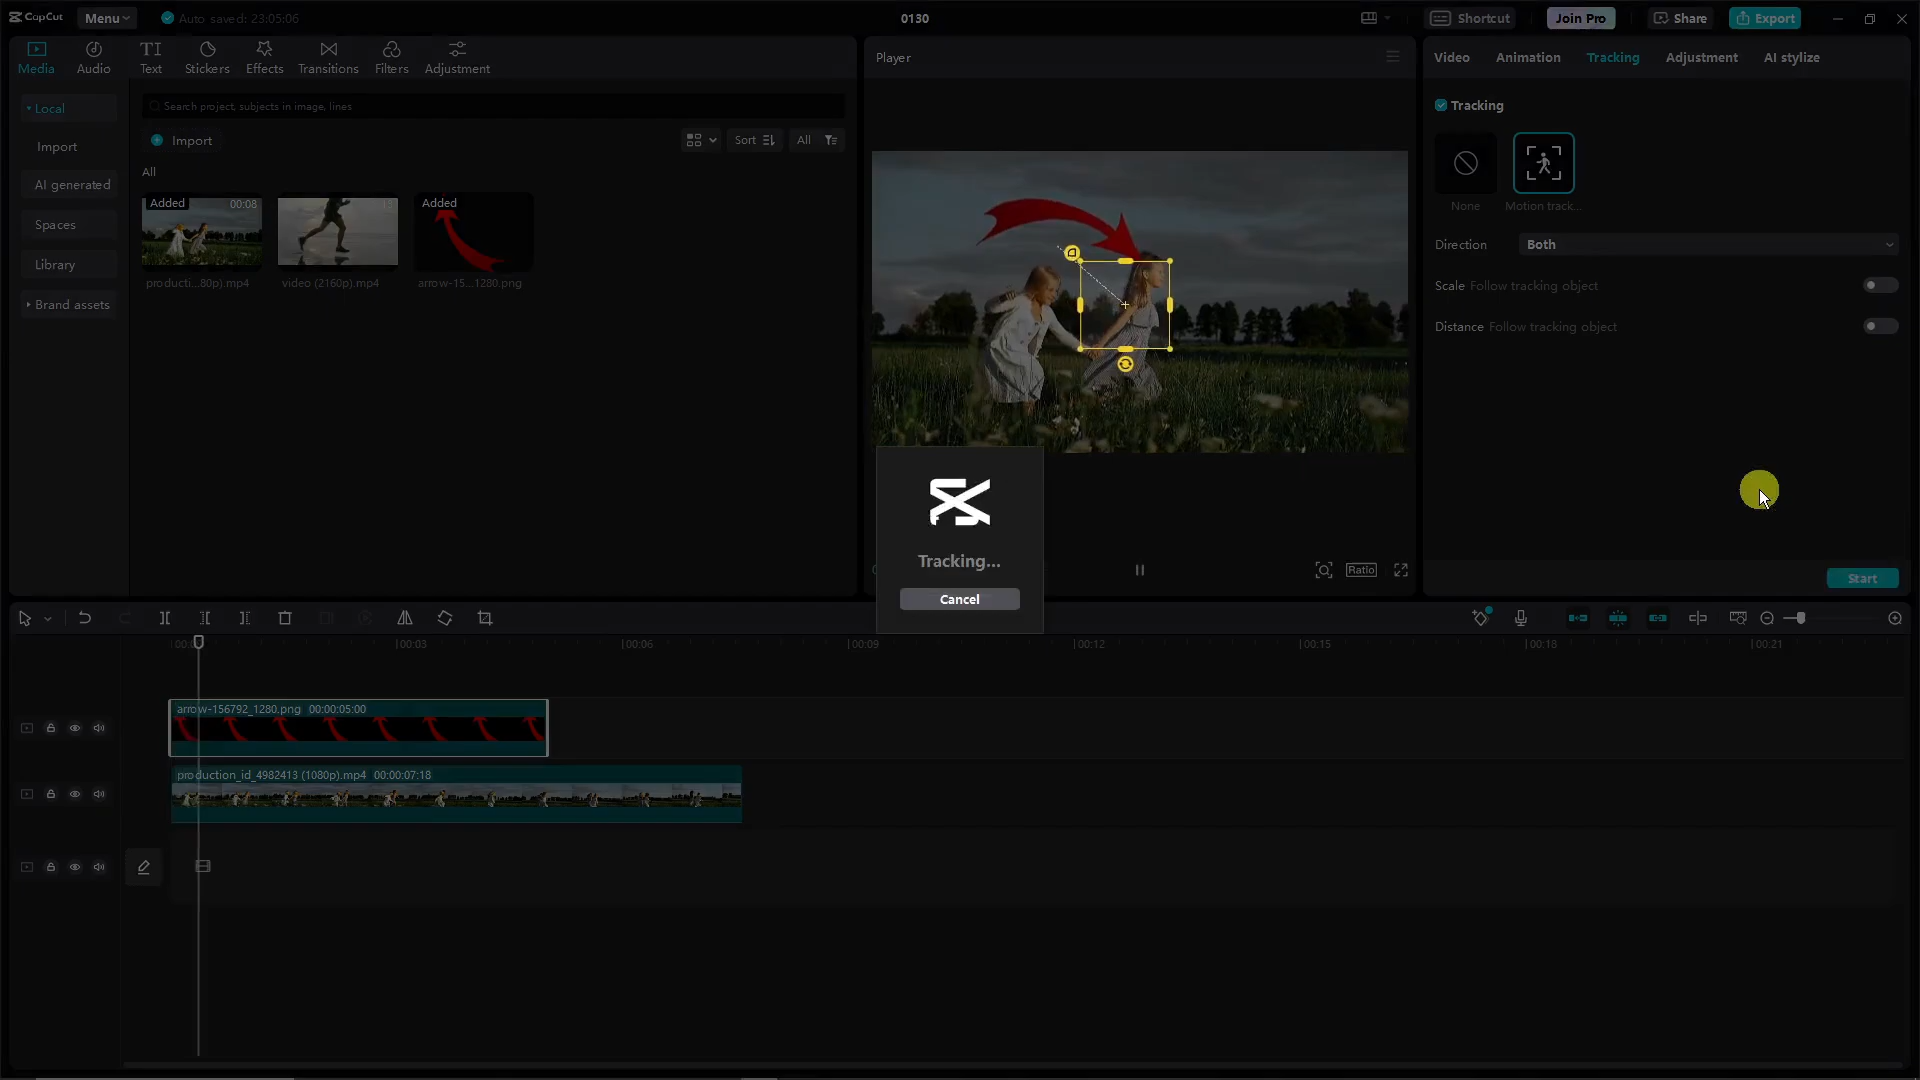 CapCut
Menu
Auto saved: 23:05:06
0130
Shortcut
Join Pro
Share
Export
Media
Audio
Text
Stickers
Effects
Transitions
Filters
Adjustment
Local
Import
AI generated
Spaces
Library
Brand assets
Search project, subjects in image, lines
Import
Sort
All
All
Added
00:08
Added
producti...80p).mp4
video (2160p).mp4
arrow-15...1280.png
Player
Ratio
Tracking...
Cancel
Video
Animation
Tracking
Adjustment
AI stylize
Tracking
None
Motion track...
Direction
Both
Scale Follow tracking object
Distance Follow tracking object
Start
00:03
00:06
00:09
00:12
00:15
00:18
00:21
arrow-156792_1280.png 00:00:05:00
production_id_4982413 (1080p).mp4 00:00:07:18